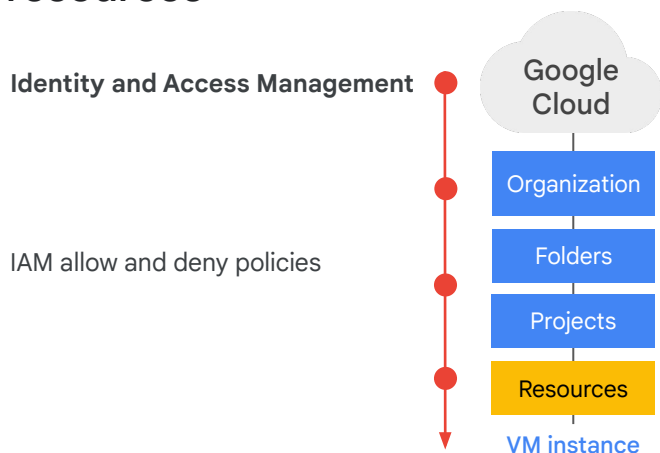 Identity and Access Management
Google
Cloud
Organization
IAM allow and deny policies
Folders
Projects
Resources
VM instance